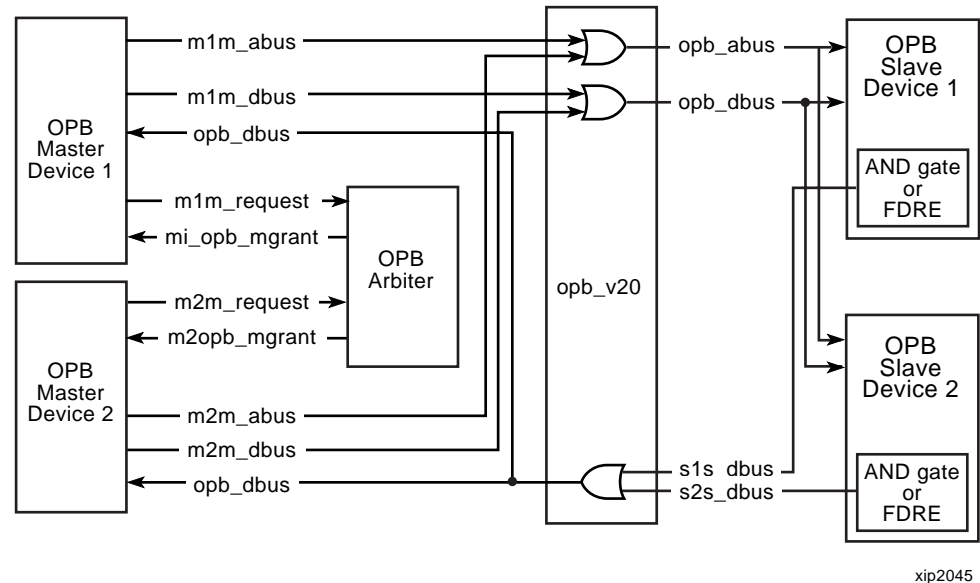 OPB
Master
Device 1
m1m_abus
m1m_dbus
opb_dbus
m1m_request
mi_opb_mgrant
OPB
Master
Device 2
m2m_request
m2opb_mgrant
m2m_abus
m2m_dbus
opb_dbus
OPB
Arbiter
opb_v20
opb_abus
opb_dbus
s1s dbus
s2s_dbus
OPB
Slave
Device 1
AND gate
or
FDRE
OPB
Slave
Device 2
AND gate
or
FDRE
xip2045